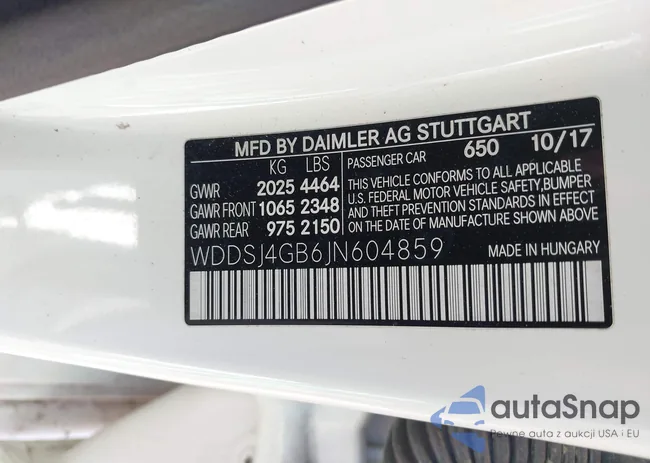 MFD BY DAIMLER AG STUTTGART
KG LBS
GVWR 2025 4464
GAWR FRONT 1065 2348
GAWR REAR 975 2150
PASSENGER CAR 650 10/17
THIS VEHICLE CONFORMS TO ALL APPLICABLE
U.S. FEDERAL MOTOR VEHICLE SAFETY,BUMPER
AND THEFT PREVENTION STANDARDS IN EFFECT
ON THE DATE OF MANUFACTURE SHOWN ABOVE.
WDDSJ4GB6JN604859
MADE IN HUNGARY
autoSnap
Pewne auta z aukcji USA i EU